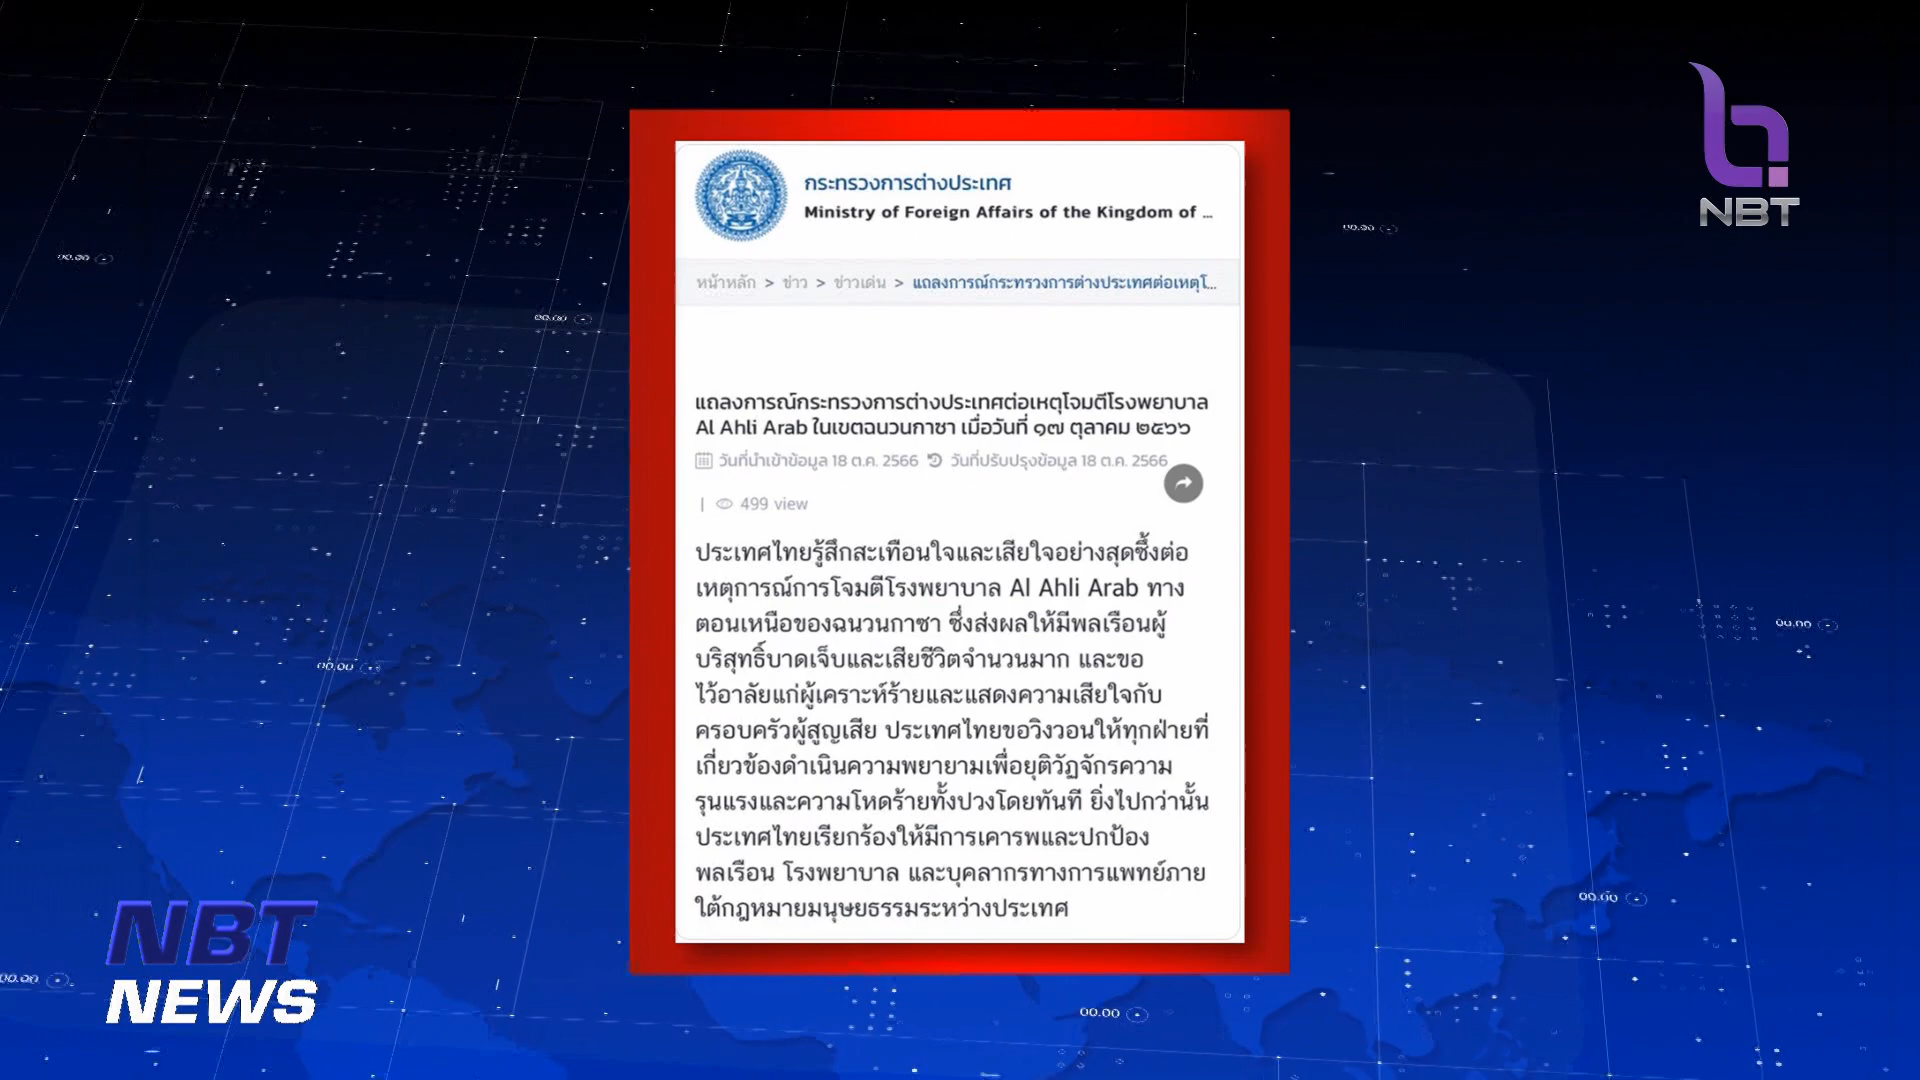 NBT
กระทรวงการต่างประเทศ
Ministry of Foreign Affairs of the Kingdom of ...
หน้าหลัก > ข่าว > ข่าวเด่น > แถลงการณ์กระทรวงการต่างประเทศต่อเหตุโ...
แถลงการณ์กระทรวงการต่างประเทศต่อเหตุโจมตีโรงพยาบาล
Al Ahli Arab ในเขตฉนวนกาซา เมื่อวันที่ ๑๗ ตุลาคม ๒๕๖๖
วันที่นำเข้าข้อมูล 18 ต.ค. 2566 วันที่ปรับปรุงข้อมูล 18 ต.ค. 2566
| 499 view
ประเทศไทยรู้สึกสะเทือนใจและเสียใจอย่างสุดซึ้งต่อ
เหตุการณ์การโจมตีโรงพยาบาล Al Ahli Arab ทาง
ตอนเหนือของฉนวนกาซา ซึ่งส่งผลให้มีพลเรือนผู้
บริสุทธิ์บาดเจ็บและเสียชีวิตจำนวนมาก และขอ
ไว้อาลัยแก่ผู้เคราะห์ร้ายและแสดงความเสียใจกับ
ครอบครัวผู้สูญเสีย ประเทศไทยขอวิงวอนให้ทุกฝ่ายที่
เกี่ยวข้องดำเนินความพยายามเพื่อยุติวัฏจักรความ
รุนแรงและความโหดร้ายทั้งปวงโดยทันที ยิ่งไปกว่านั้น
ประเทศไทยเรียกร้องให้มีการเคารพและปกป้อง
พลเรือน โรงพยาบาล และบุคลากรทางการแพทย์ภาย
ใต้กฎหมายมนุษยธรรมระหว่างประเทศ
NBT
NEWS
00.00
00.00
00.00
00.00
00.00
00.00
00.00
00.00